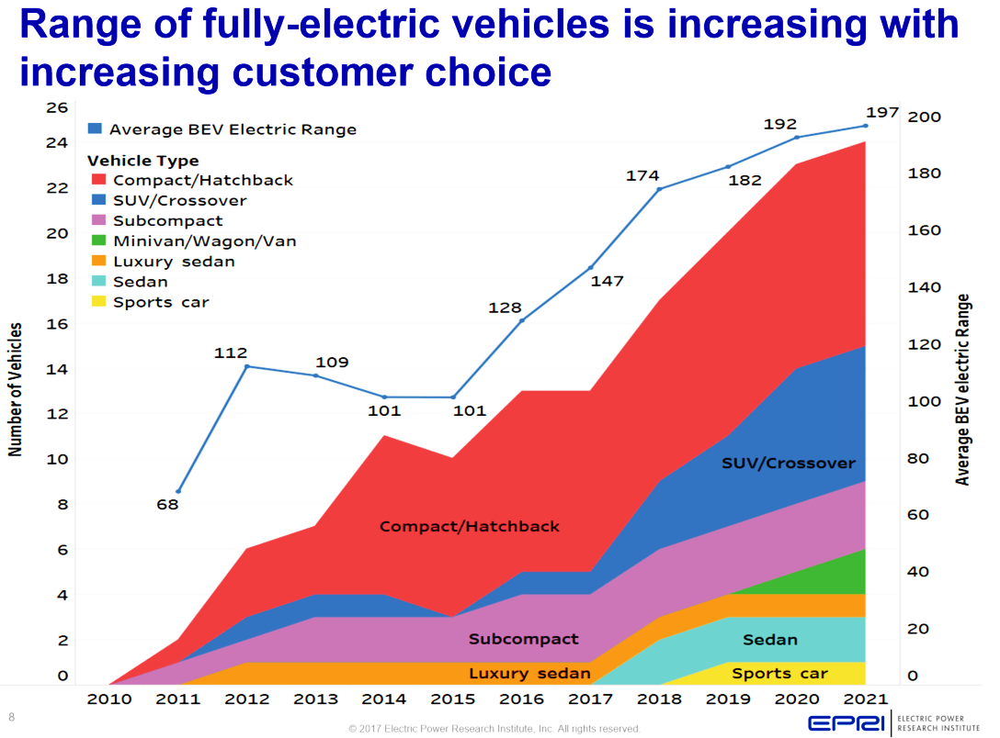 Range of fully-electric vehicles is increasing with
increasing customer choice
26
24
22
20
18
16
14
12
10
8
6
4
2
0
Number of Vehicles
Average BEV Electric Range
Vehicle Type
Compact/Hatchback
SUV/Crossover
Subcompact
Minivan/Wagon/Van
Luxury sedan
Sedan
Sports car
68
112
109
101
101
128
147
174
182
192
197
Compact/Hatchback
SUV/Crossover
Subcompact
Luxury sedan
Sedan
Sports car
200
180
160
140
120
100
80
60
40
20
0
Average BEV electric Range
2010 2011 2012 2013 2014 2015 2016 2017 2018 2019 2020 2021
8
© 2017 Electric Power Research Institute, Inc. All rights reserved.
EPRI
ELECTRIC POWER
RESEARCH INSTITUTE